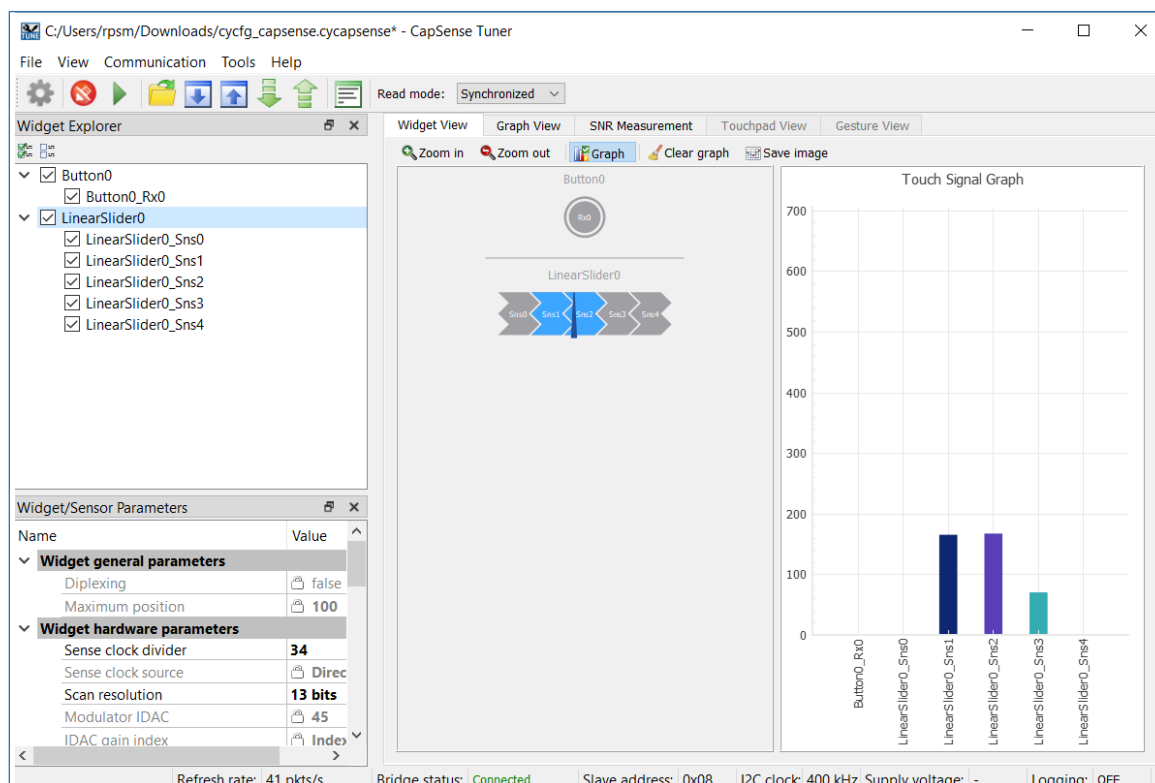 C:/Users/rpsm/Downloads/cycfg_capsense.cycapsense* - CapSense Tuner
File View Communication Tools Help
Read mode: Synchronized
Widget Explorer
Button0
Button0_Rx0
LinearSlider0
LinearSlider0_Sns0
LinearSlider0_Sns1
LinearSlider0_Sns2
LinearSlider0_Sns3
LinearSlider0_Sns4
Widget/Sensor Parameters
Name Value
Widget general parameters
Diplexing false
Maximum position 100
Widget hardware parameters
Sense clock divider 34
Sense clock source Direc
Scan resolution 13 bits
Modulator IDAC 45
IDAC gain index Index
Widget View Graph View SNR Measurement Touchpad View Gesture View
Zoom in Zoom out Graph Clear graph Save image
Button0
Rx0
LinearSlider0
Sns0 Sns1 Sns2 Sns3 Sns4
Touch Signal Graph
700
600
500
400
300
200
100
0
Button0_Rx0
LinearSlider0_Sns0
LinearSlider0_Sns1
LinearSlider0_Sns2
LinearSlider0_Sns3
LinearSlider0_Sns4
Refresh rate: 41 pkts/s Bridge status: Connected Slave address: 0x08 I2C clock: 400 kHz Supply voltage: - Logging: OFF